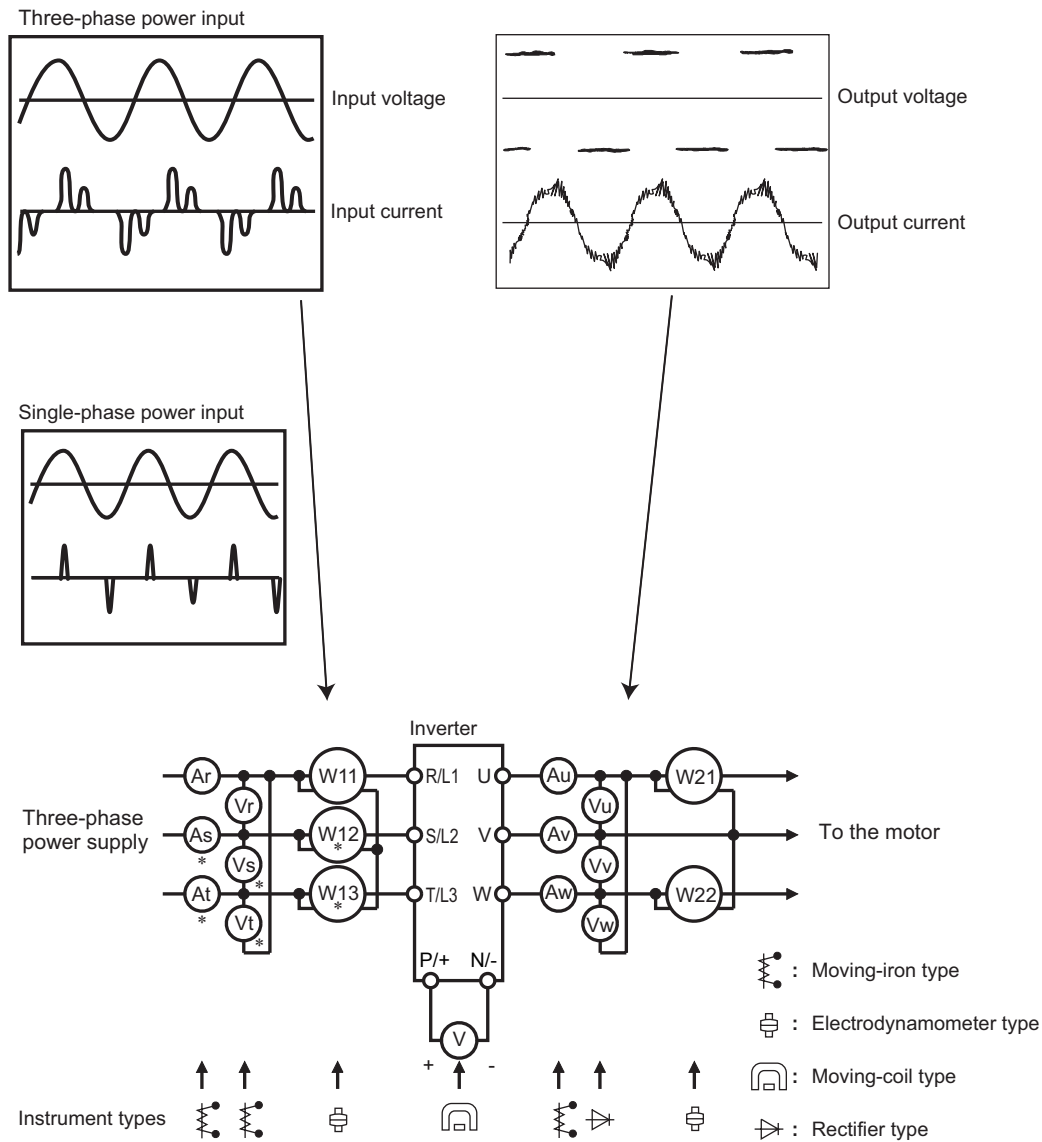 Three-phase power input
Input voltage
Output voltage
Input current
Output current
Single-phase power input
Inverter
Ar
W11
R/L1
U
Au
W21
Vr
Vu
Three-phase
power supply
As
*
W12
*
S/L2
V
Av
To the motor
Vs
*
Vv
At
*
W13
*
T/L3
W
Aw
W22
Vt
*
Vw
P/+
N/-
: Moving-iron type
V
+
-
: Electrodynamometer type
: Moving-coil type
Instrument types
: Rectifier type